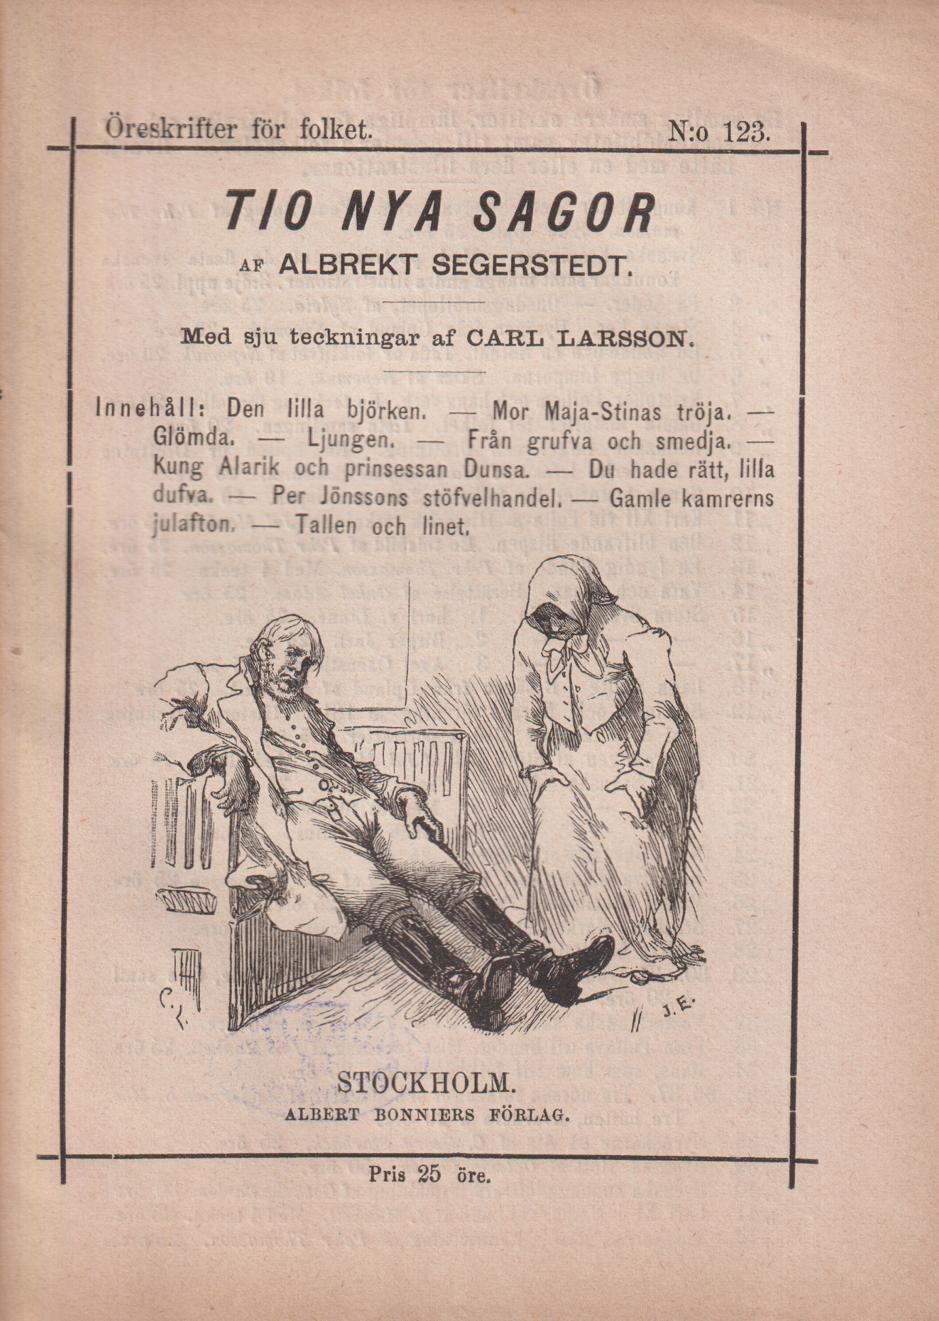 Öreskrifter för folket. N:o 123.
TIO NYA SAGOR
AF ALBREKT SEGERSTEDT.
Med sju teckningar af CARL LARSSON.
Innehåll: Den lilla björken. — Mor Maja-Stinas tröja. —
Glömda. — Ljungen. — Från grufva och smedja. —
Kung Alarik och prinsessan Dunsa. — Du hade rätt, lilla
dufva. — Per Jönssons stöfvelhandel. — Gamle kamrerns
julafton. — Tallen och linet.
C. L.
J. E.
STOCKHOLM.
ALBERT BONNIERS FÖRLAG.
Pris 25 öre.